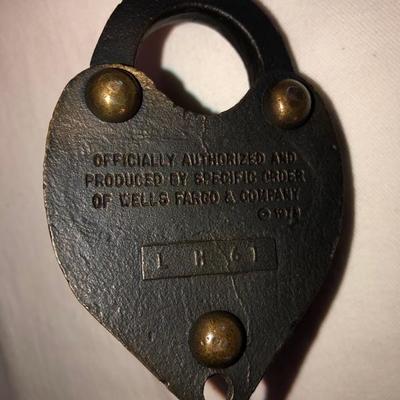 OFFICIALLY AUTHORIZED AND
PRODUCED BY SPECIFIC ORDER
OF WELLS FARGO & COMPANY
©
L H 61